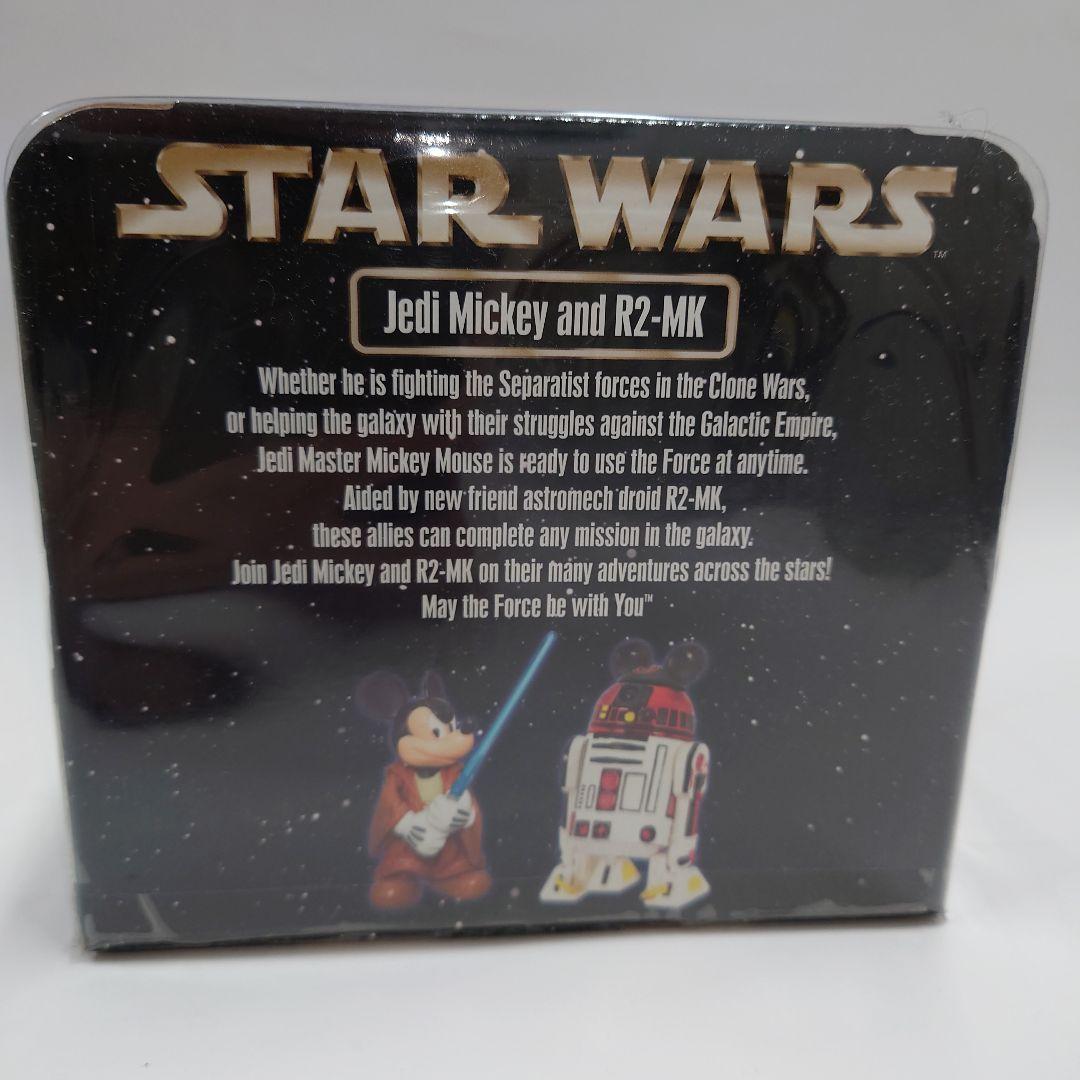 STAR WARS
TM
Jedi Mickey and R2-MK
Whether he is fighting the Separatist forces in the Clone Wars,
or helping the galaxy with their struggles against the Galactic Empire,
Jedi Master Mickey Mouse is ready to use the Force at anytime.
Aided by new friend astromech droid R2-MK,
these allies can complete any mission in the galaxy.
Join Jedi Mickey and R2-MK on their many adventures across the stars!
May the Force be with You™